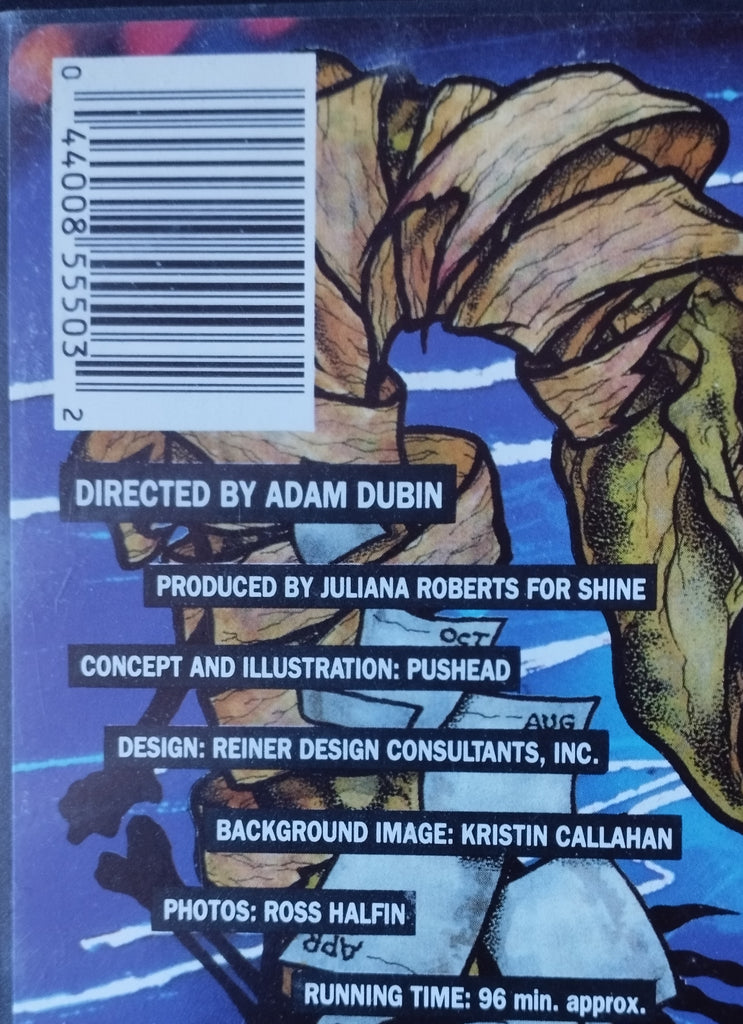 0 44008 55503 2
DIRECTED BY ADAM DUBIN
PRODUCED BY JULIANA ROBERTS FOR SHINE
OCT
CONCEPT AND ILLUSTRATION: PUSHEAD
AUG
DESIGN: REINER DESIGN CONSULTANTS, INC.
BACKGROUND IMAGE: KRISTIN CALLAHAN
PHOTOS: ROSS HALFIN
APR
RUNNING TIME: 96 min. approx.